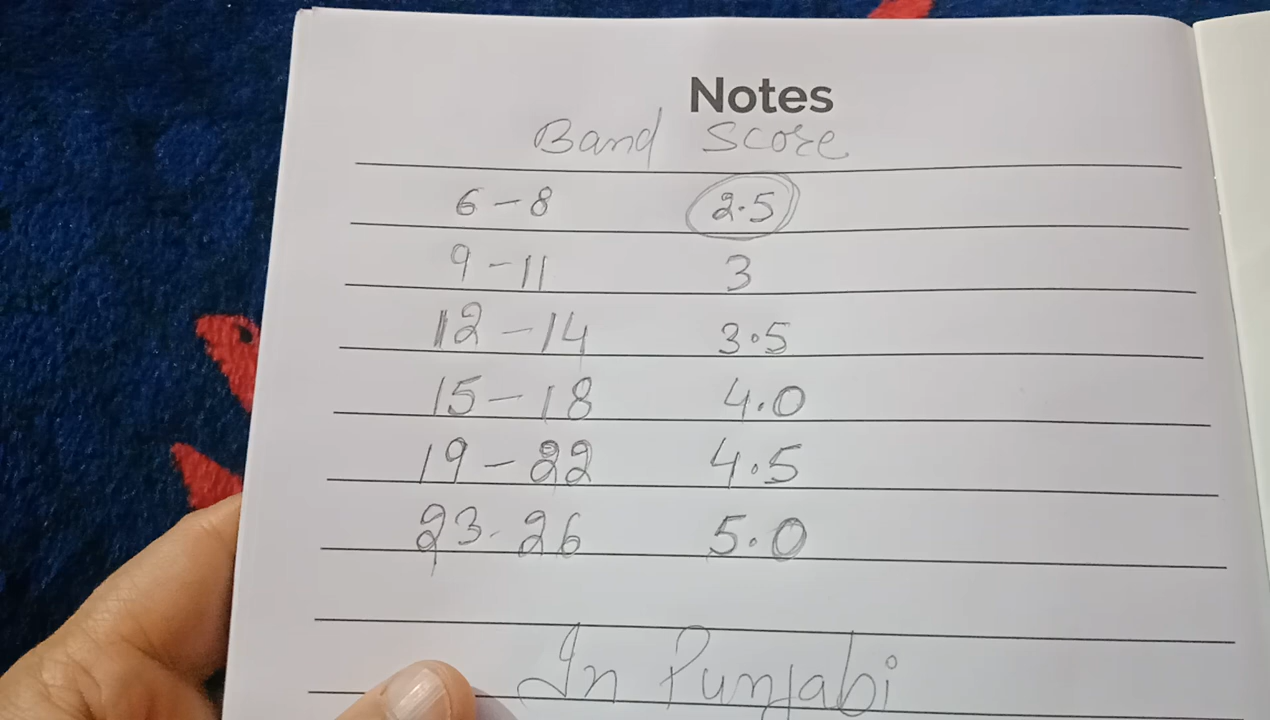 Notes
Band Score
6-8 2.5
9-11 3
12-14 3.5
15-18 4.0
19-22 4.5
23-26 5.0
In Punjabi